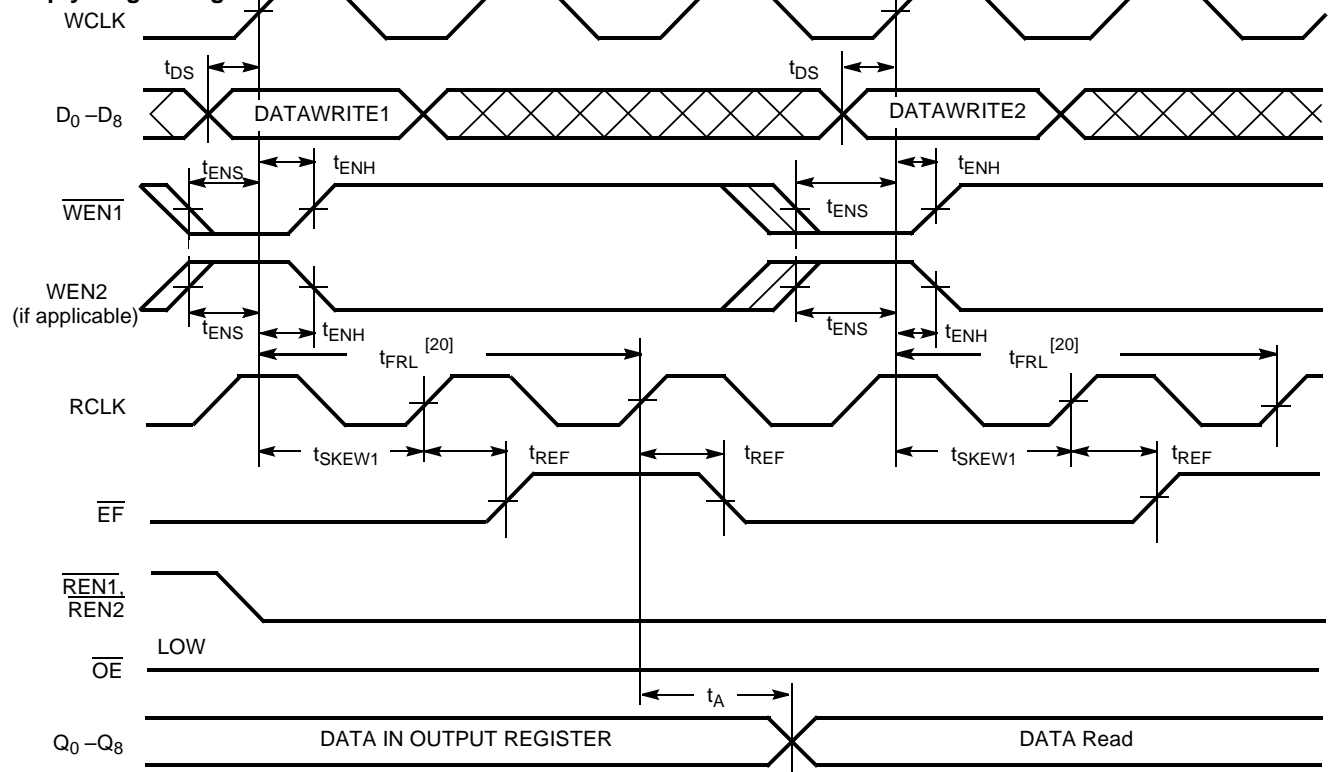 WCLK
tDS
tDS
D0 –D8
DATAWRITE1
DATAWRITE2
tENS
tENH
tENH
WEN1
tENS
WEN2
(if applicable)
tENS
tENH
tENS
tENH
tFRL [20]
tFRL [20]
RCLK
tSKEW1
tREF
tREF
tSKEW1
tREF
EF
REN1,
REN2
LOW
OE
tA
Q0 –Q8
DATA IN OUTPUT REGISTER
DATA Read